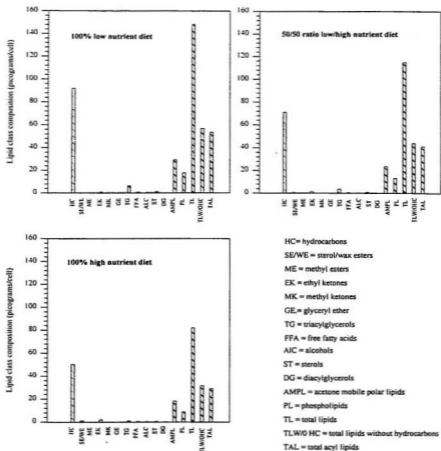 100% low nutrient diet
Lipid class composition (picograms/cell)
160
140
120
100
80
60
40
20
0
HC
SE/WE
ME
EK
MK
GE
TG
FFA
ALC
ST
DG
AMPL
PL
TL
TLW/OHC
TAL
50/50 ratio low/high nutrient diet
160
140
120
100
80
60
40
20
0
HC
SE/WE
ME
EK
MK
GE
TG
FFA
ALC
ST
DG
AMPL
PL
TL
TLW/OHC
TAL
100% high nutrient diet
Lipid class composition (picograms/cell)
160
140
120
100
80
60
40
20
0
HC
SE/WE
ME
EK
MK
GE
TG
FFA
ALC
ST
DG
AMPL
PL
TL
TLW/OHC
TAL
HC= hydrocarbons
SE/WE = sterol/wax esters
ME = methyl esters
EK = ethyl ketones
MK = methyl ketones
GE = glyceryl ether
TG = triacylglycerols
FFA = free fatty acids
AlC = alcohols
ST = sterols
DG = diacylglycerols
AMPL = acetone mobile polar lipids
PL = phospholipids
TL = total lipids
TLW/0 HC = total lipids without hydrocarbons
TAL = total acyl lipids